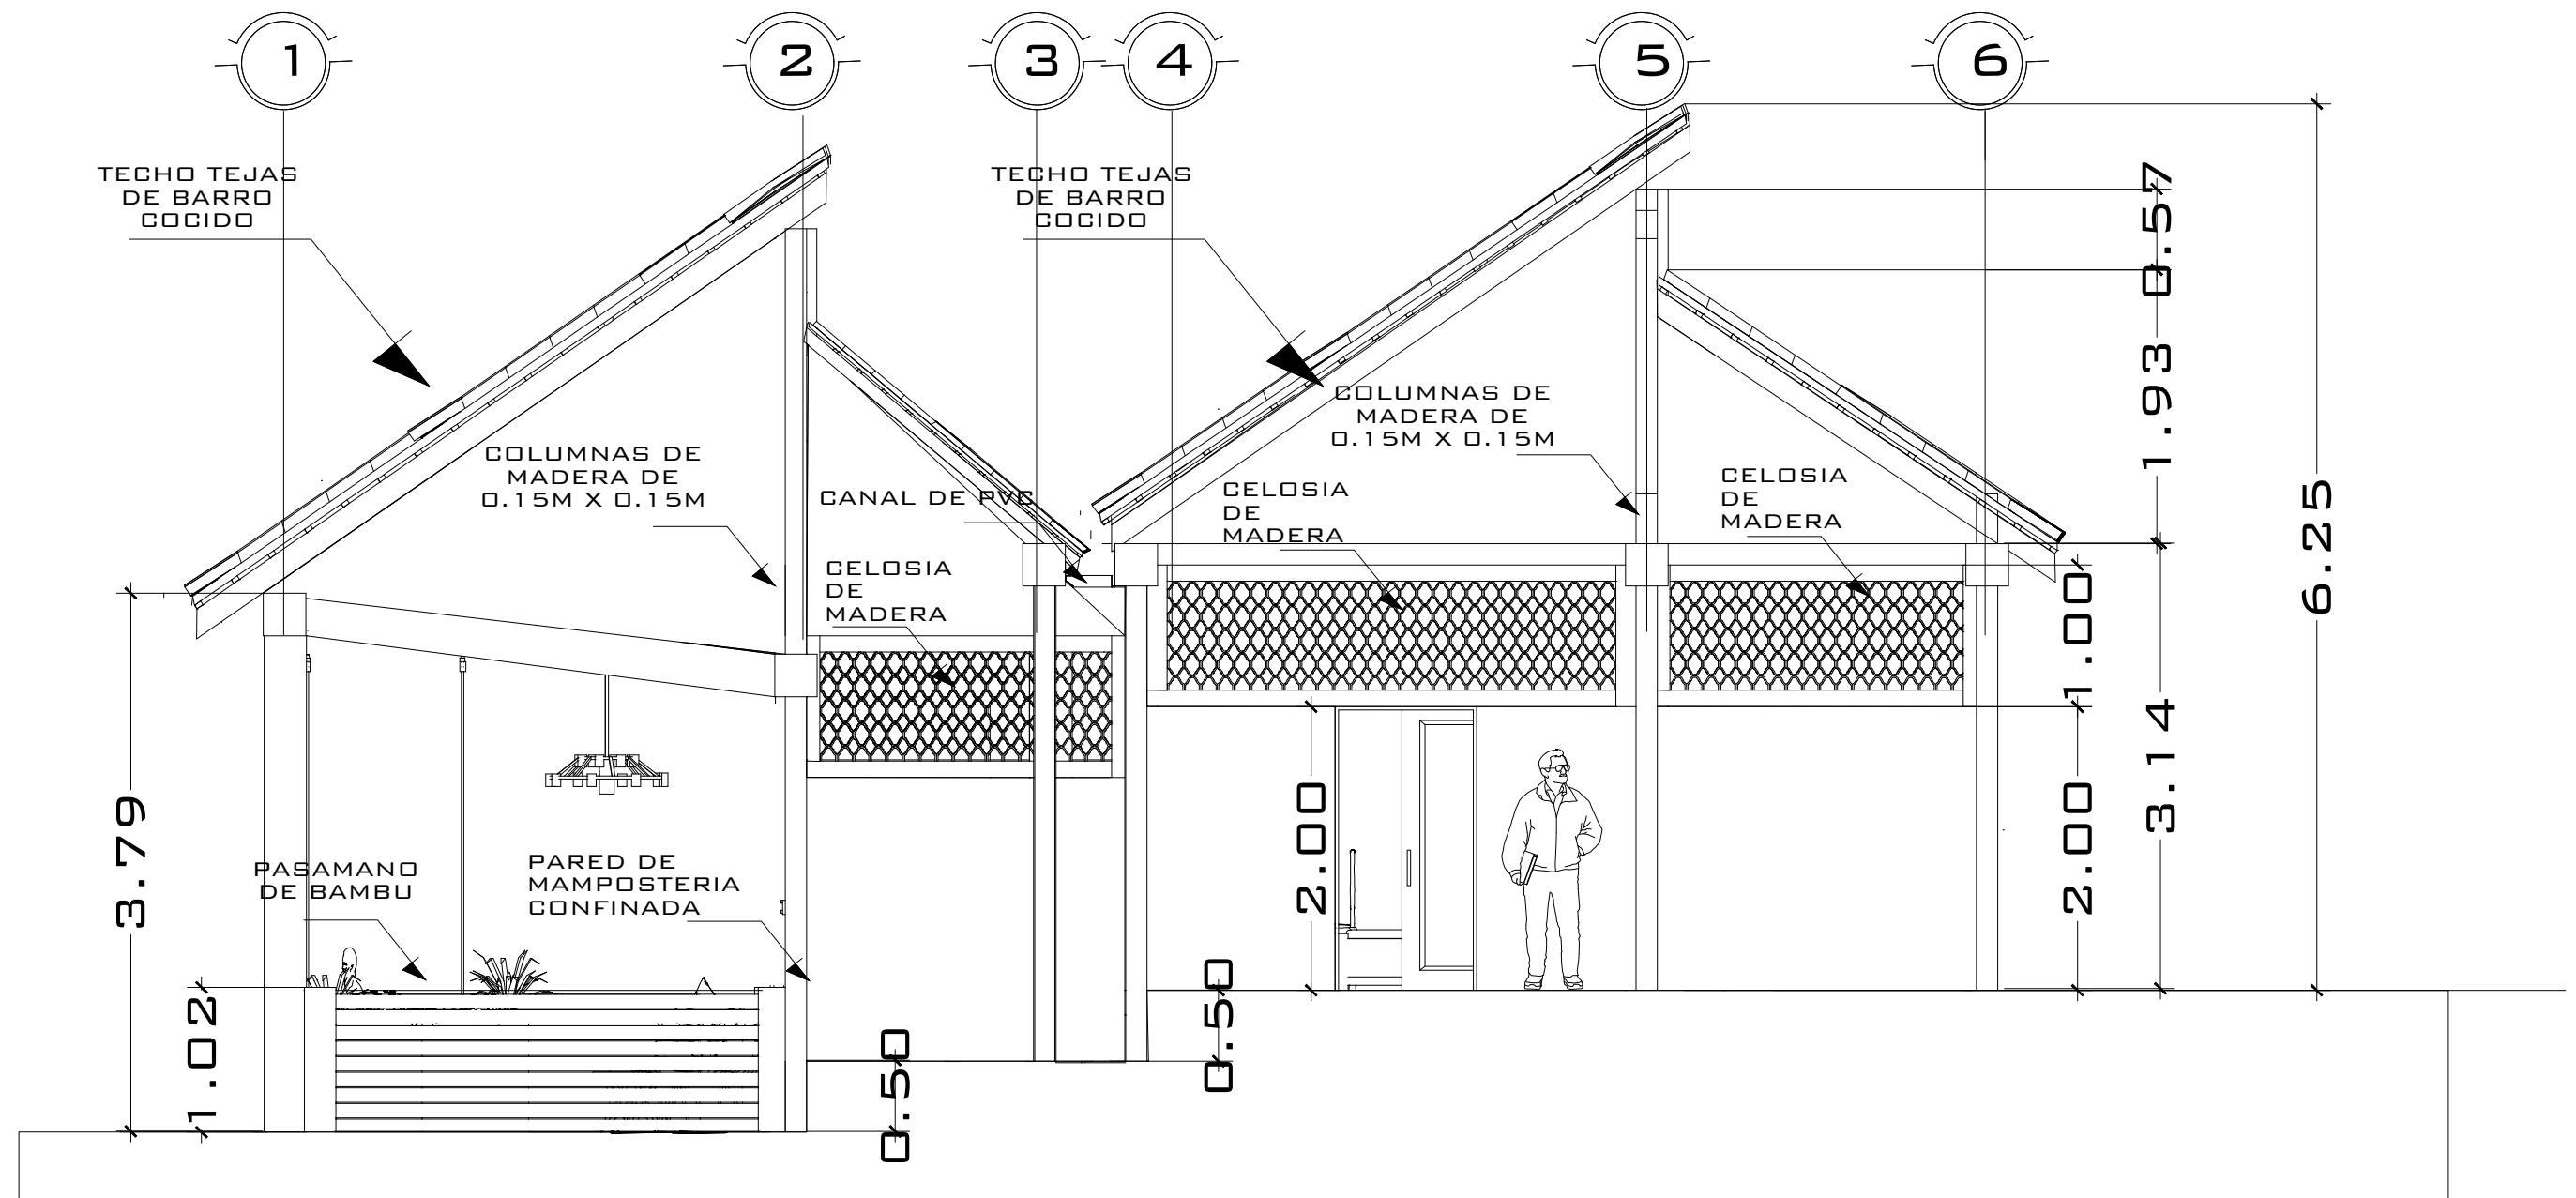 1
2
3
4
5
6
TECHO TEJAS
DE BARRO
COCIDO
TECHO TEJAS
DE BARRO
COCIDO
0.57
1.93
6.25
COLUMNAS DE
MADERA DE
0.15M X 0.15M
COLUMNAS DE
MADERA DE
0.15M X 0.15M
CANAL DE PVC
CELOSIA
DE
MADERA
CELOSIA
DE
MADERA
CELOSIA
DE
MADERA
1.00
3.14
3.79
2.00
2.00
PASAMANO
DE BAMBU
PARED DE
MAMPOSTERIA
CONFINADA
1.02
0.50
0.50